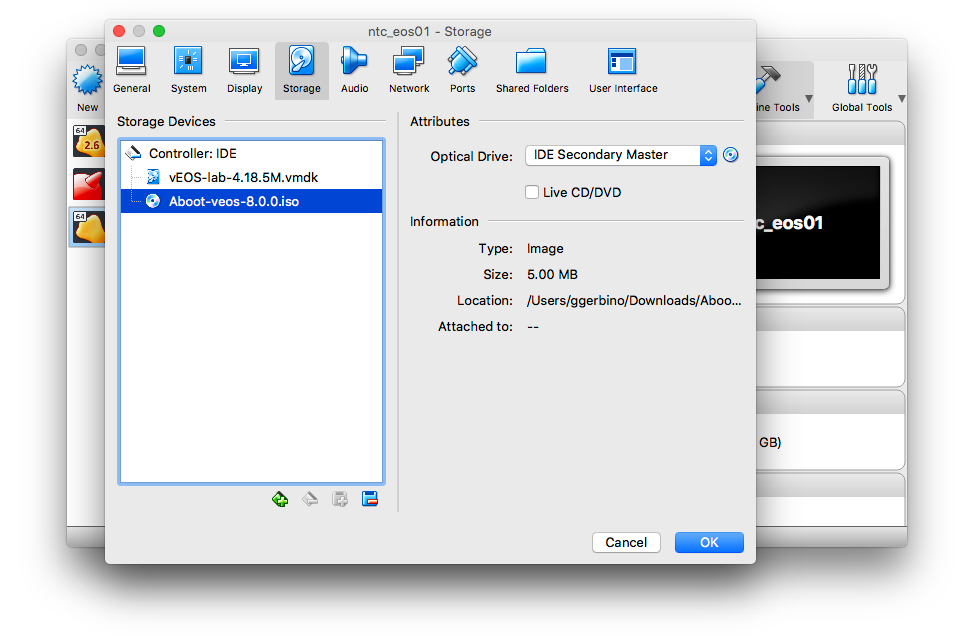 ntc_eos01 - Storage
General System Display Storage Audio Network Ports Shared Folders User Interface
New
ine Tools
Global Tools
64
2.6
64
Storage Devices
Controller: IDE
vEOS-lab-4.18.5M.vmdk
Aboot-veos-8.0.0.iso
Attributes
Optical Drive: IDE Secondary Master
Live CD/DVD
Information
Type: Image
Size: 5.00 MB
Location: /Users/ggerbino/Downloads/Aboo...
Attached to: --
c_eos01
GB)
Cancel OK